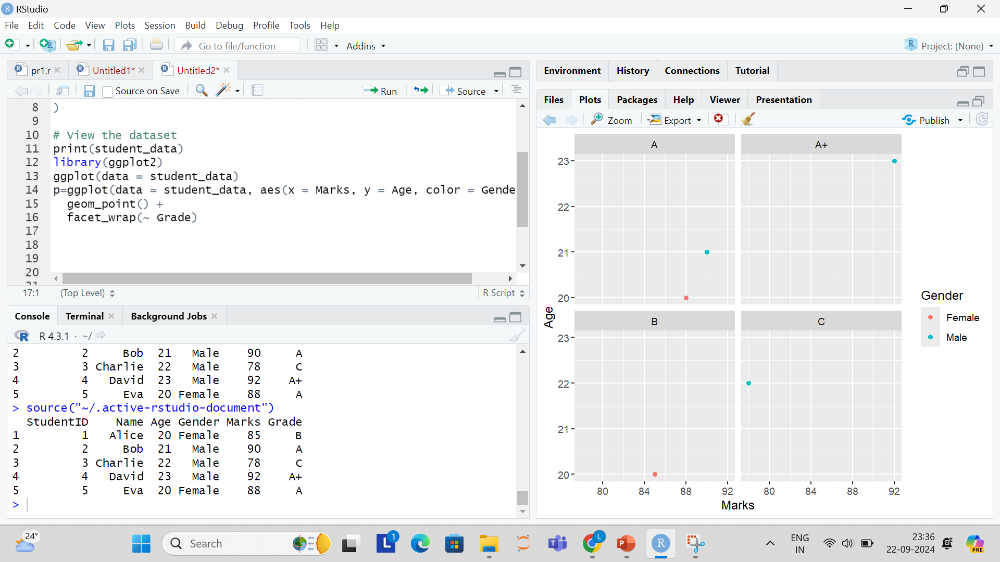 RStudio
File Edit Code View Plots Session Build Debug Profile Tools Help
Go to file/function Addins Project: (None)
pr1.r Untitled1* Untitled2*
Source on Save Run Source
8 )
9
10 # View the dataset
11 print(student_data)
12 library(ggplot2)
13 ggplot(data = student_data)
14 p=ggplot(data = student_data, aes(x = Marks, y = Age, color = Gende
15 geom_point() +
16 facet_wrap(~ Grade)
17
18
19
20
21
17:1 (Top Level) R Script
Console Terminal Background Jobs
R 4.3.1 · ~/
2 2 Bob 21 Male 90 A
3 3 Charlie 22 Male 78 C
4 4 David 23 Male 92 A+
5 5 Eva 20 Female 88 A
> source("~/.active-rstudio-document")
StudentID Name Age Gender Marks Grade
1 1 Alice 20 Female 85 B
2 2 Bob 21 Male 90 A
3 3 Charlie 22 Male 78 C
4 4 David 23 Male 92 A+
5 5 Eva 20 Female 88 A
>
Environment History Connections Tutorial
Files Plots Packages Help Viewer Presentation
Zoom Export Publish
A A+
23
22
21
20
B C
23
22
21
20
80 84 88 92 80 84 88 92
Age
Marks
Gender
Female
Male
24°
Search
L 1
T
L
P
R
ENG
IN
23:36
22-09-2024
PRE